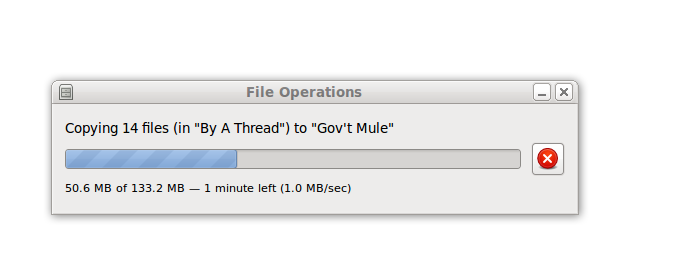 File Operations
Copying 14 files (in "By A Thread") to "Gov't Mule"
50.6 MB of 133.2 MB — 1 minute left (1.0 MB/sec)